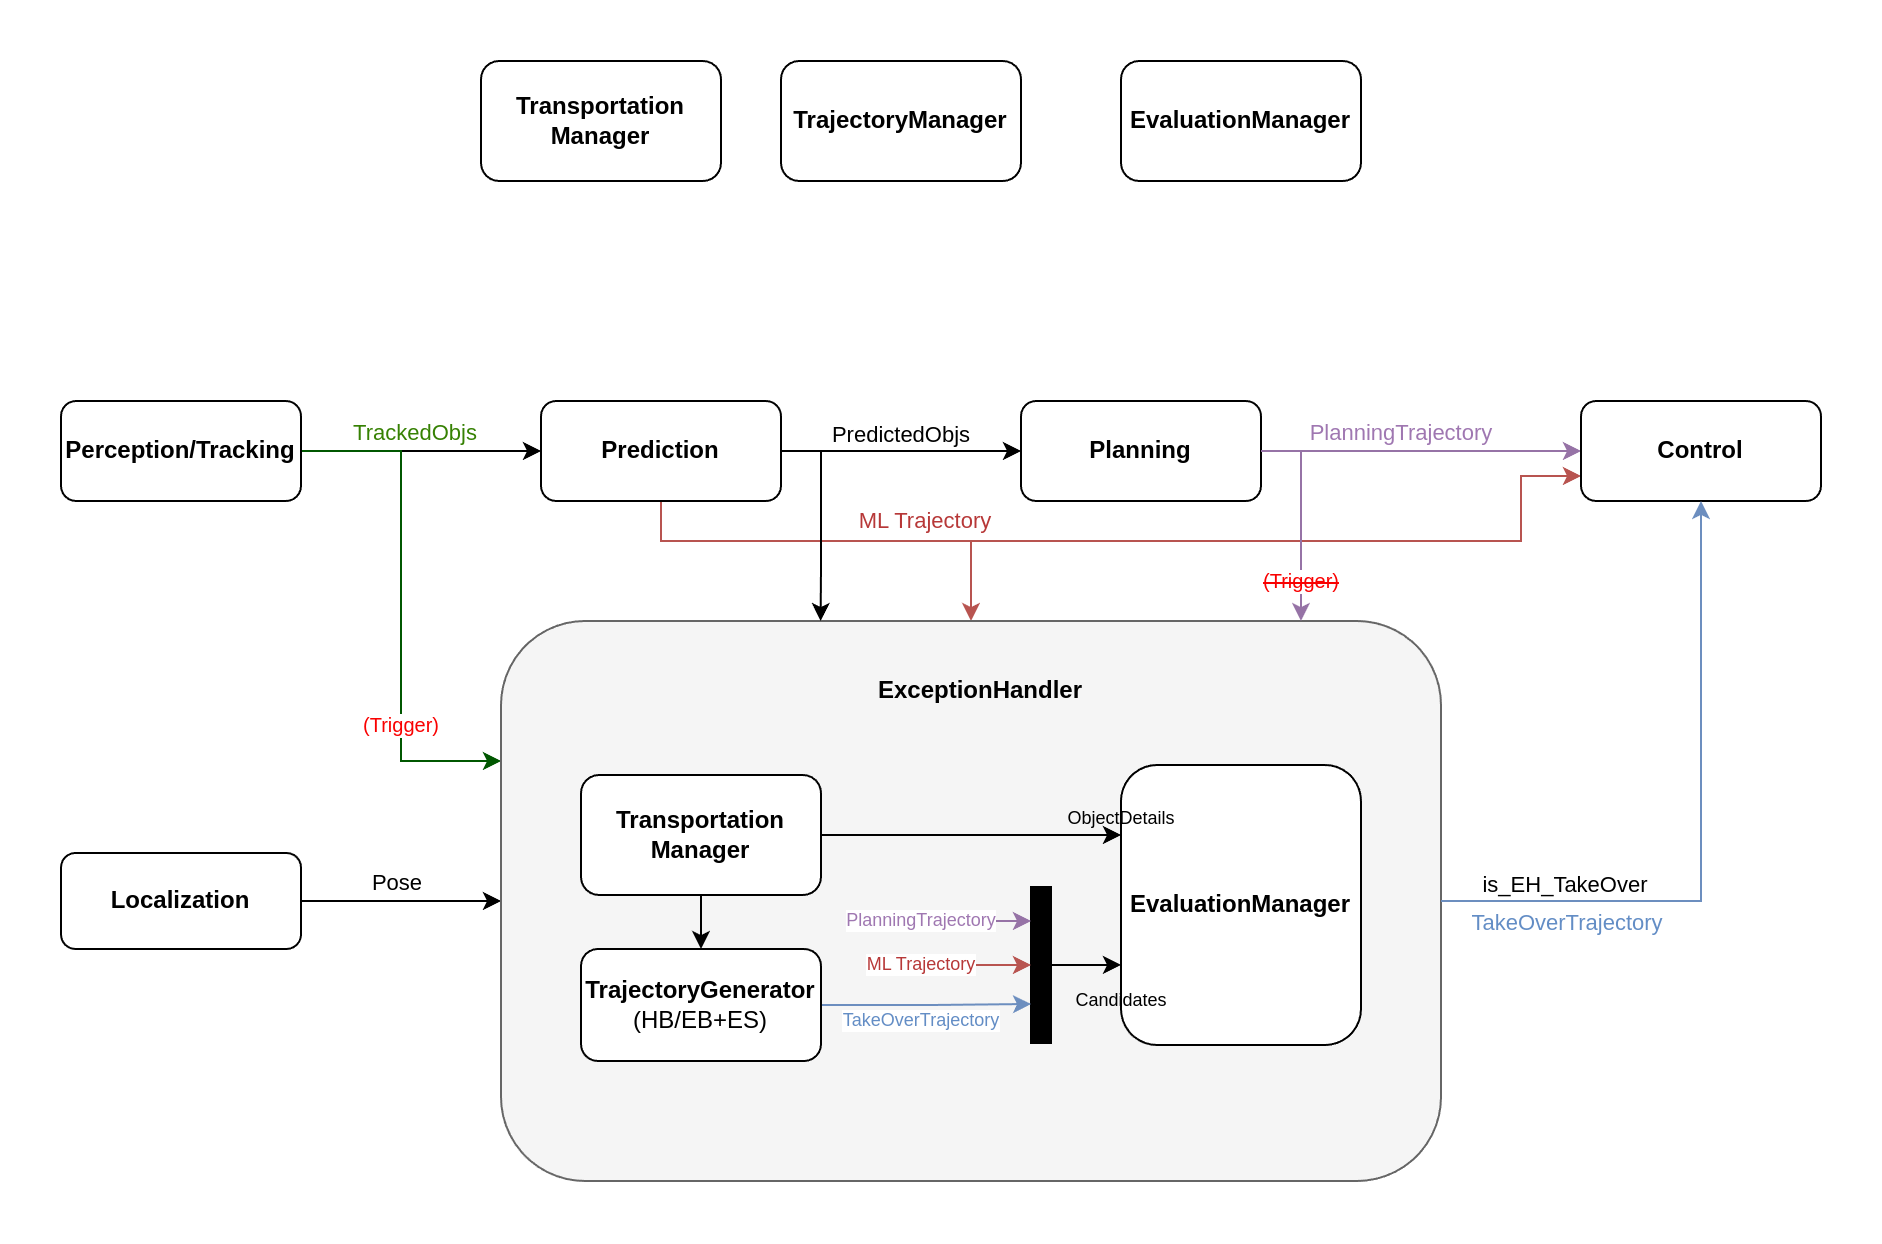 Transportation
Manager
TrajectoryManager
EvaluationManager
Perception/Tracking
TrackedObjs
Prediction
PredictedObjs
Planning
PlanningTrajectory
Control
ML Trajectory
(Trigger)
(Trigger)
ExceptionHandler
Transportation
Manager
ObjectDetails
Localization
Pose
EvaluationManager
is_EH_TakeOver
TakeOverTrajectory
PlanningTrajectory
ML Trajectory
TrajectoryGenerator
(HB/EB+ES)
TakeOverTrajectory
Candidates